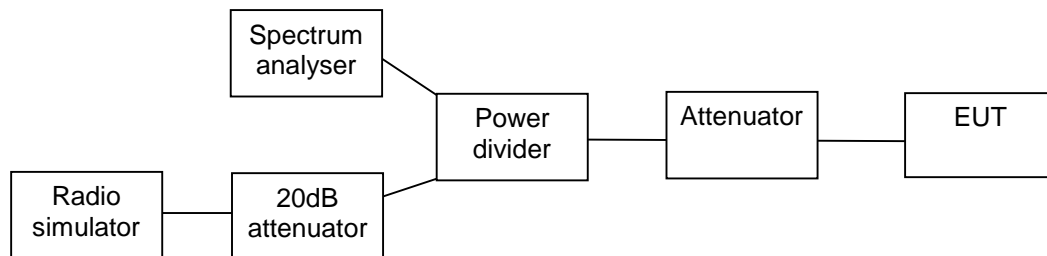 Spectrum
analyser
Power
divider
Attenuator
EUT
Radio
simulator
20dB
attenuator